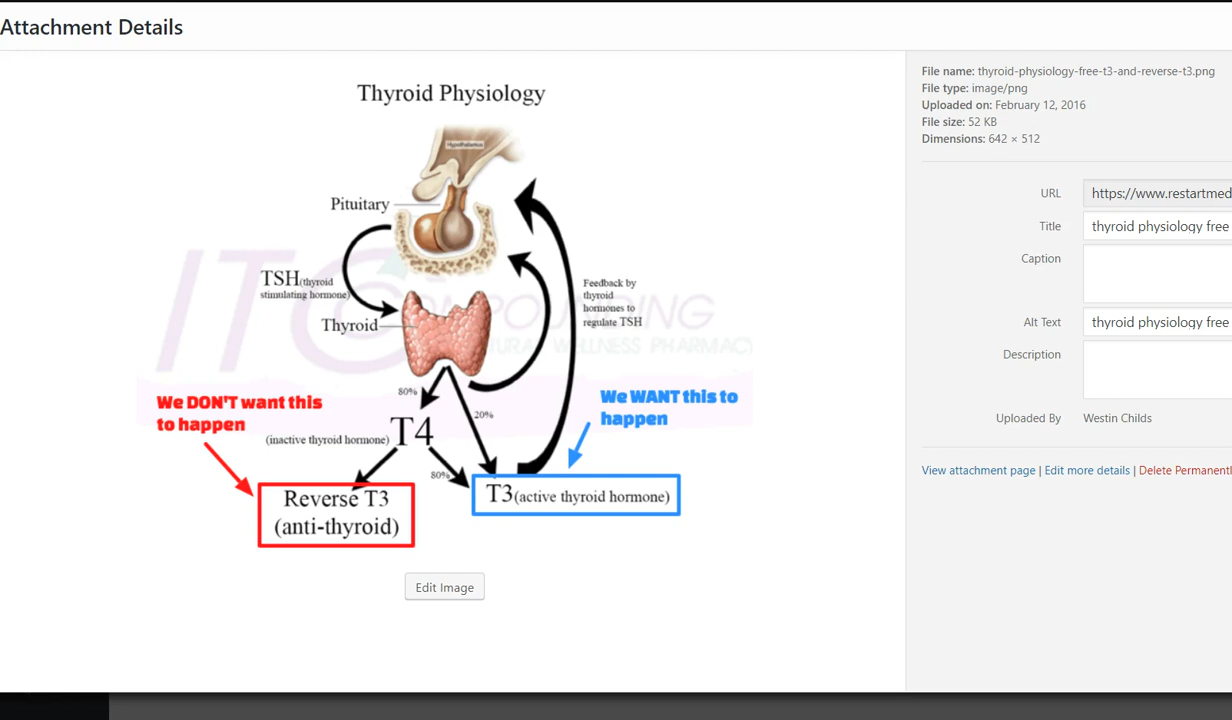 Attachment Details
Thyroid Physiology
Hypothalamus
Pituitary
TSH(thyroid
stimulating hormone)
Thyroid
Feedback by
thyroid
hormones to
regulate TSH
80%
20%
We DON'T want this
to happen
We WANT this to
happen
(inactive thyroid hormone) T4
80%
Reverse T3
(anti-thyroid)
T3(active thyroid hormone)
Edit Image
File name: thyroid-physiology-free-t3-and-reverse-t3.png
File type: image/png
Uploaded on: February 12, 2016
File size: 52 KB
Dimensions: 642 × 512
URL
https://www.restartmed
Title
thyroid physiology free
Caption
Alt Text
thyroid physiology free
Description
Uploaded By
Westin Childs
View attachment page | Edit more details | Delete Permanentl